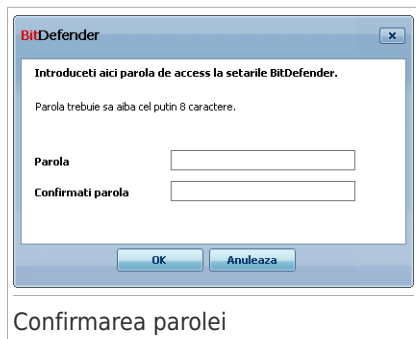 BitDefender
Introduceti aici parola de access la setarile BitDefender.
Parola trebuie sa aiba cel putin 8 caractere.
Parola
Confirmati parola
OK Anuleaza
Confirmarea parolei